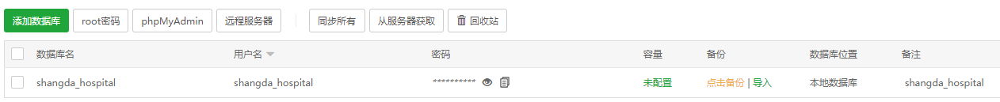 添加数据库 root密码 phpMyAdmin 远程服务器 同步所有 从服务器获取 回收站
数据库名 用户名 密码 容量 备份 数据库位置 备注
shangda_hospital shangda_hospital ********** 未配置 点击备份 | 导入 本地数据库 shangda_hospital